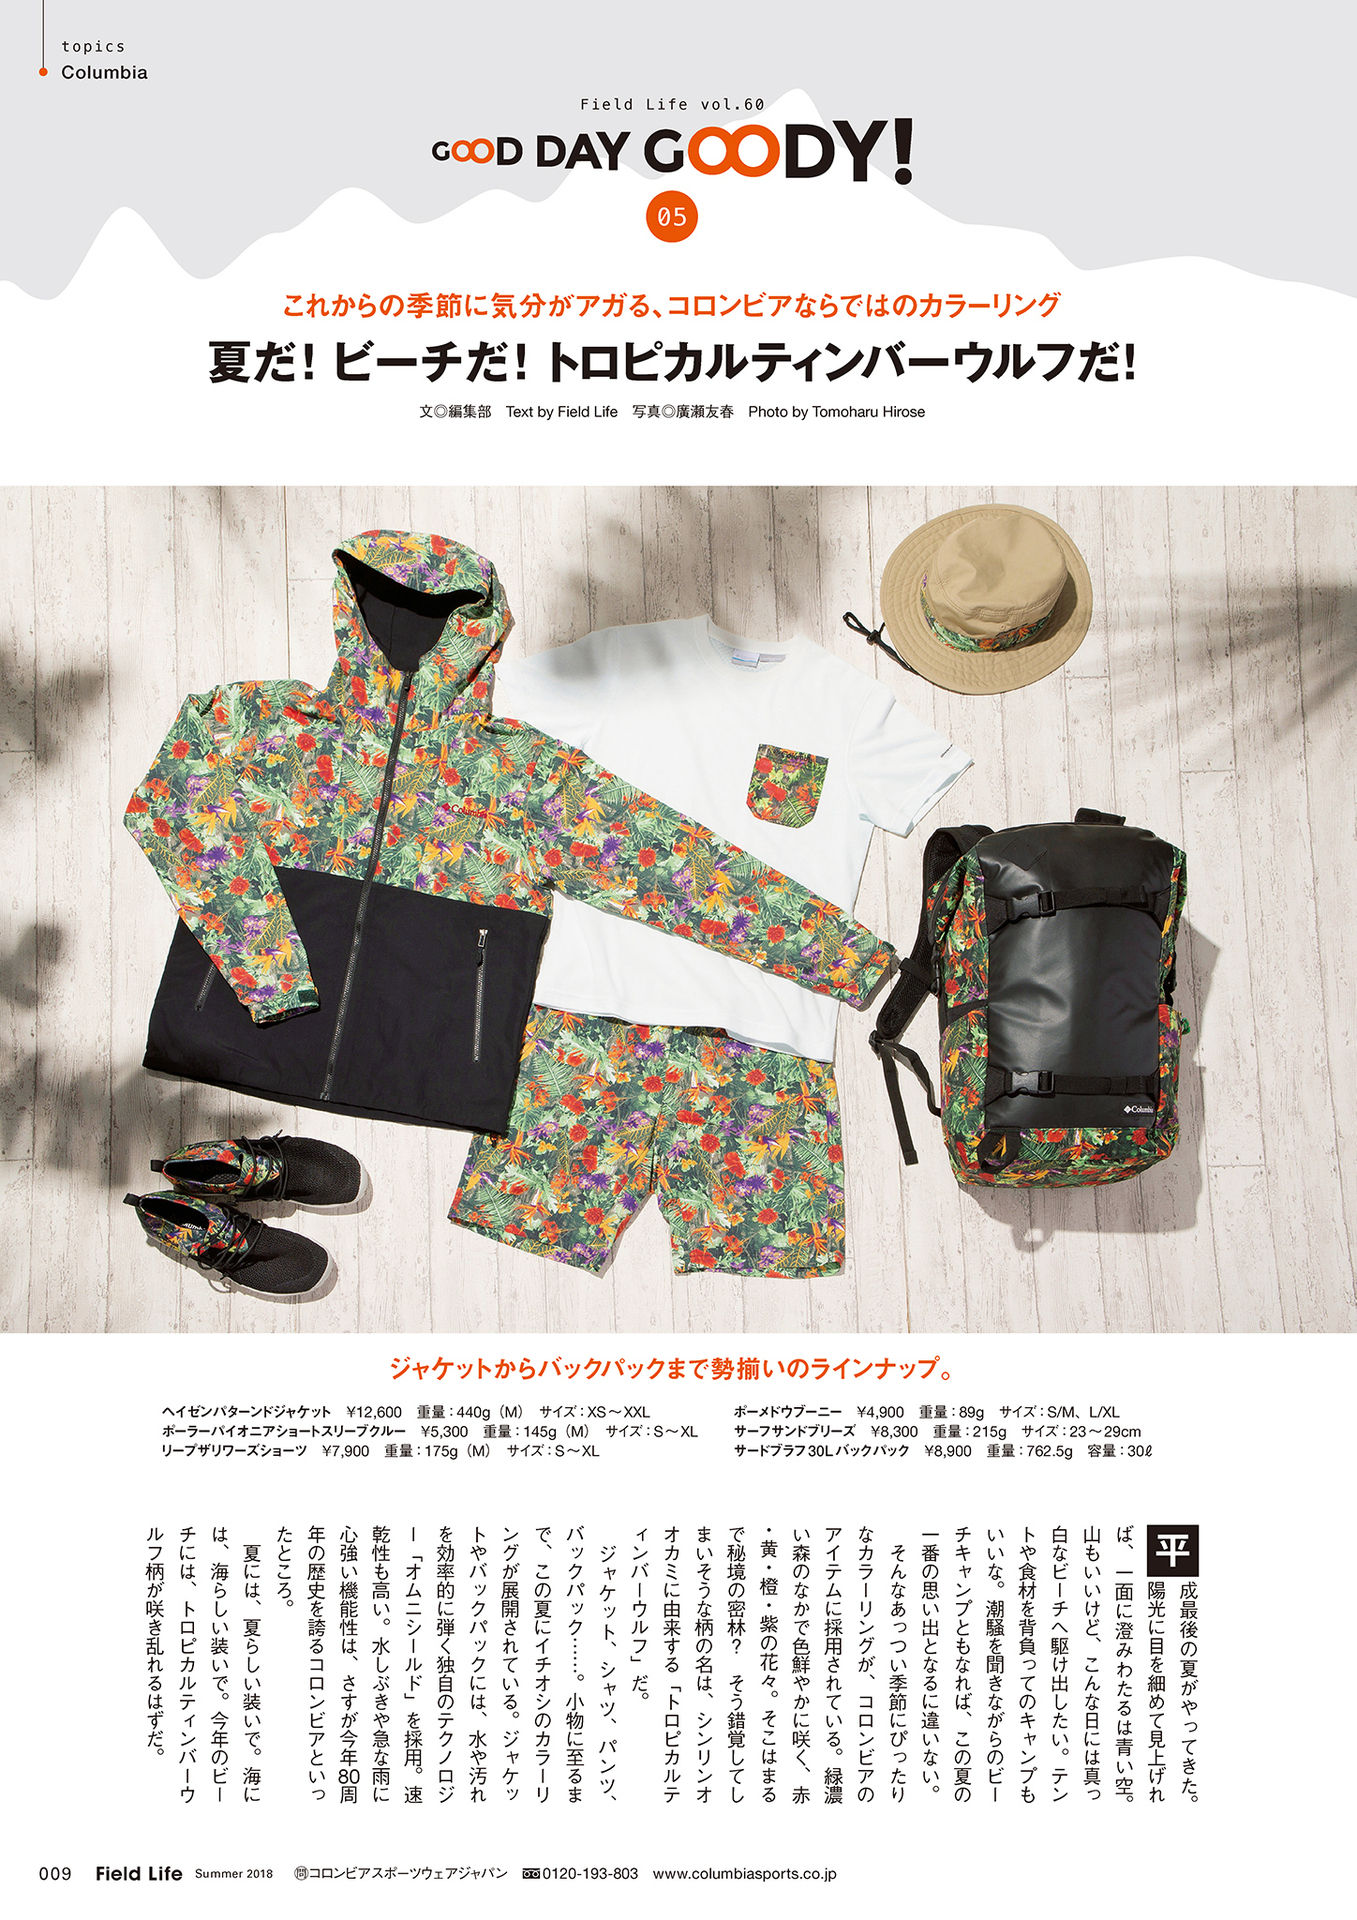 topics
Columbia
Field Life vol.60
GOOD DAY GOODY!
05
これからの季節に気分がアガる、コロンビアならではのカラーリング
夏だ! ビーチだ! トロピカルティンバーウルフだ!
文◎編集部　Text by Field Life　写真◎廣瀬友春　Photo by Tomoharu Hirose
Columbia
Columbia
ジャケットからバックパックまで勢揃いのラインナップ。
ヘイゼンパターンドジャケット　¥12,600　重量：440g（M）　サイズ：XS～XXL
ポーラーパイオニアショートスリーブクルー　¥5,300　重量：145g（M）　サイズ：S～XL
リープザリワーズショーツ　¥7,900　重量：175g（M）　サイズ：S～XL
ポーメドウブーニー　¥4,900　重量：89g　サイズ：S/M、L/XL
サーフサンドブリーズ　¥8,300　重量：215g　サイズ：23～29cm
サードブラフ30Lバックパック　¥8,900　重量：762.5g　容量：30ℓ
平成最後の夏がやってきた。
陽光に目を細めて見上げれ
ば、一面に澄みわたるは青い空。
山もいいけど、こんな日には真っ
白なビーチへ駆け出したい。テン
トや食材を背負ってのキャンプも
いいな。潮騒を聞きながらのビー
チキャンプともなれば、この夏の
一番の思い出となるに違いない。
　そんなあっつい季節にぴったり
なカラーリングが、コロンビアの
アイテムに採用されている。緑濃
い森のなかで色鮮やかに咲く、赤
・黄・橙・紫の花々。そこはまる
で秘境の密林？　そう錯覚してし
まいそうな柄の名は、シンリンオ
オカミに由来する「トロピカルテ
ィンバーウルフ」だ。
　ジャケット、シャツ、パンツ、
バックパック……。小物に至るま
で、この夏にイチオシのカラーリ
ングが展開されている。ジャケッ
トやバックパックには、水や汚れ
を効率的に弾く独自のテクノロジ
ー「オムニシールド」を採用。速
乾性も高い。水しぶきや急な雨に
心強い機能性は、さすが今年80周
年の歴史を誇るコロンビアといっ
たところ。
　夏には、夏らしい装いで。海に
は、海らしい装いで。今年のビー
チには、トロピカルティンバーウ
ルフ柄が咲き乱れるはずだ。
009　Field Life　Summer 2018　㉄コロンビアスポーツウェアジャパン　0120-193-803　www.columbiasports.co.jp